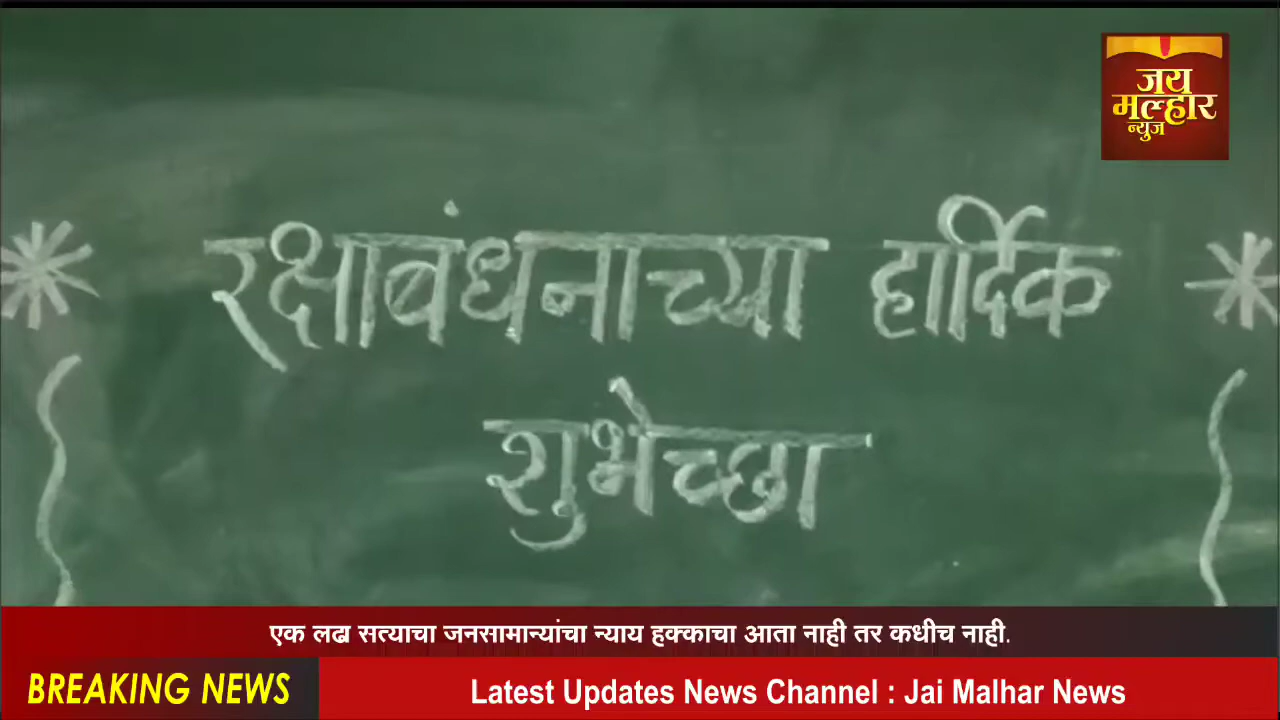 जय
मल्हार
न्युज
रक्षाबंधनाच्या हार्दिक
शुभेच्छा
एक लढा सत्याचा जनसामान्यांचा न्याय हक्काचा आता नाही तर कधीच नाही.
BREAKING NEWS
Latest Updates News Channel : Jai Malhar News